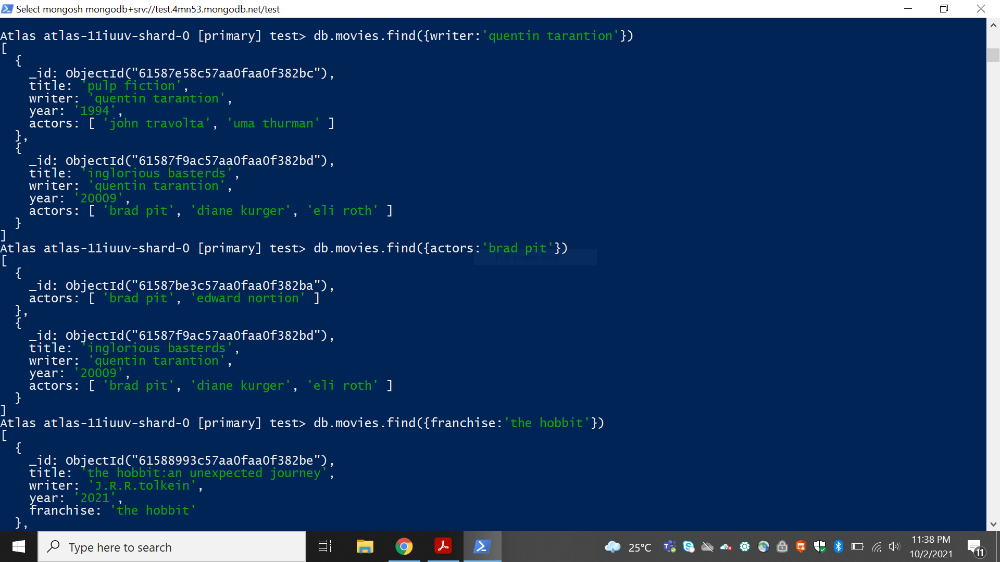 Select mongosh mongodb+srv://test.4mn53.mongodb.net/test
Atlas atlas-11iuuv-shard-0 [primary] test> db.movies.find({writer:'quentin tarantion'})
[
  {
    _id: ObjectId("61587e58c57aa0faa0f382bc"),
    title: 'pulp fiction',
    writer: 'quentin tarantion',
    year: '1994',
    actors: [ 'john travolta', 'uma thurman' ]
  },
  {
    _id: ObjectId("61587f9ac57aa0faa0f382bd"),
    title: 'inglorious basterds',
    writer: 'quentin tarantion',
    year: '20009',
    actors: [ 'brad pit', 'diane kurger', 'eli roth' ]
  }
]
Atlas atlas-11iuuv-shard-0 [primary] test> db.movies.find({actors:'brad pit'})
Full-screen Snip
[
  {
    _id: ObjectId("61587be3c57aa0faa0f382ba"),
    actors: [ 'brad pit', 'edward nortion' ]
  },
  {
    _id: ObjectId("61587f9ac57aa0faa0f382bd"),
    title: 'inglorious basterds',
    writer: 'quentin tarantion',
    year: '20009',
    actors: [ 'brad pit', 'diane kurger', 'eli roth' ]
  }
]
Atlas atlas-11iuuv-shard-0 [primary] test> db.movies.find({franchise:'the hobbit'})
[
  {
    _id: ObjectId("61588993c57aa0faa0f382be"),
    title: 'the hobbit:an unexpected journey',
    writer: 'J.R.R.tolkein',
    year: '2021',
    franchise: 'the hobbit'
  },
Type here to search
25°C
11:38 PM
10/2/2021
11